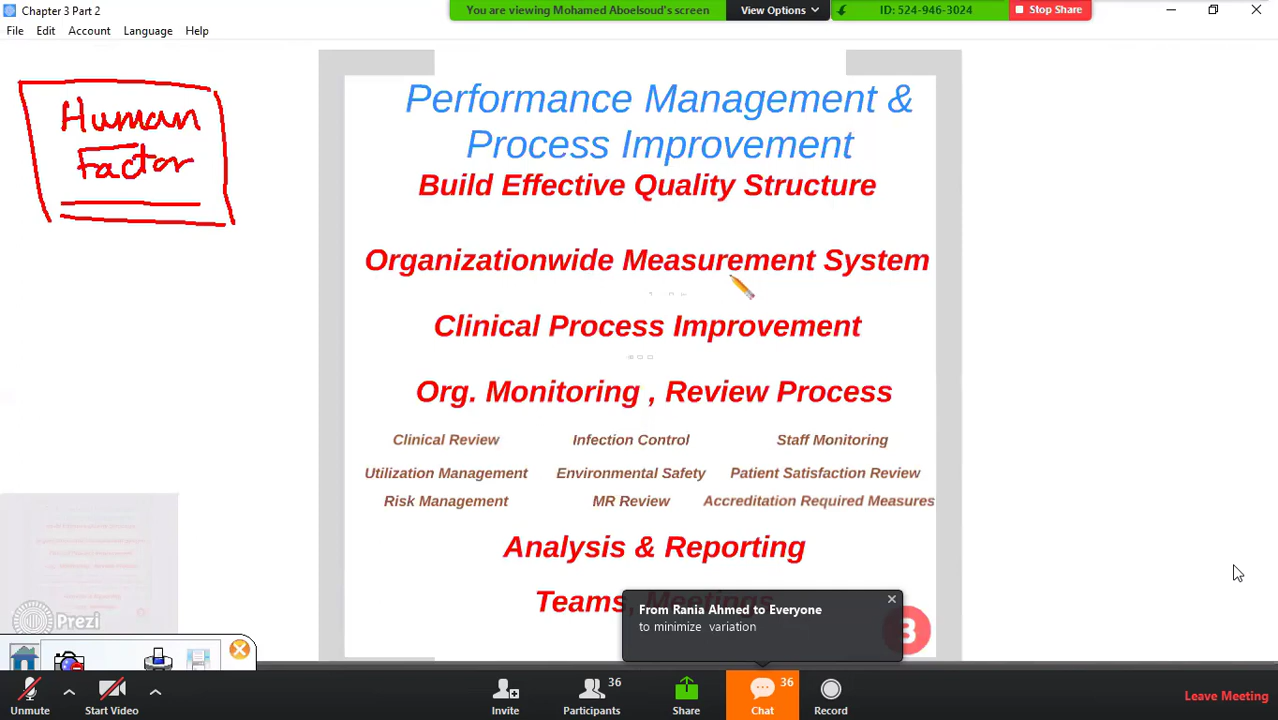 Chapter 3 Part 2
You are viewing Mohamed Aboelsoud's screen
View Options
ID: 524-946-3024
Stop Share
File Edit Account Language Help
Human
Factor
Performance Management &
Process Improvement
Build Effective Quality Structure
Organizationwide Measurement System
Clinical Process Improvement
Org. Monitoring , Review Process
Clinical Review Infection Control Staff Monitoring
Utilization Management Environmental Safety Patient Satisfaction Review
Risk Management MR Review Accreditation Required Measures
Analysis & Reporting
Teams, Meetings
From Rania Ahmed to Everyone
to minimize variation
3
Prezi
36 36
Unmute Start Video Invite Participants Share Chat Record Leave Meeting